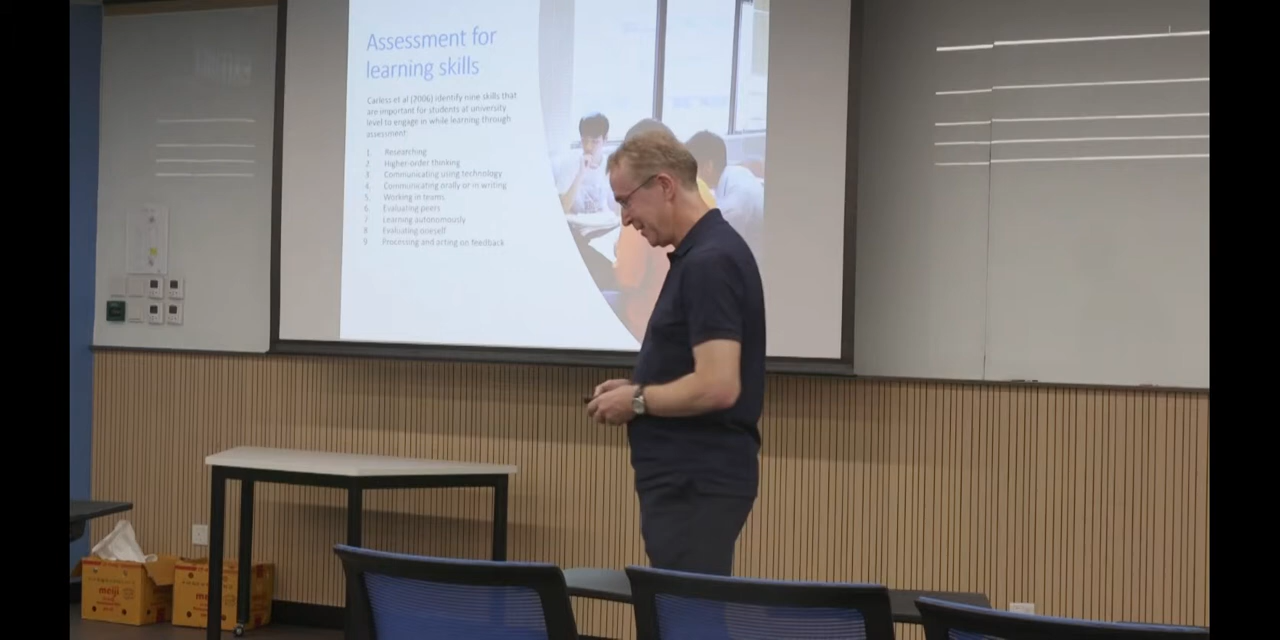 Assessment for
learning skills
Carless et al (2006) identify nine skills that
are important for students at university
level to engage in while learning through
assessment:
1. Researching
2. Higher-order thinking
3. Communicating using technology
4. Communicating orally or in writing
5. Working in teams
6. Evaluating peers
7. Learning autonomously
8. Evaluating oneself
9. Processing and acting on feedback
meiji
meiji